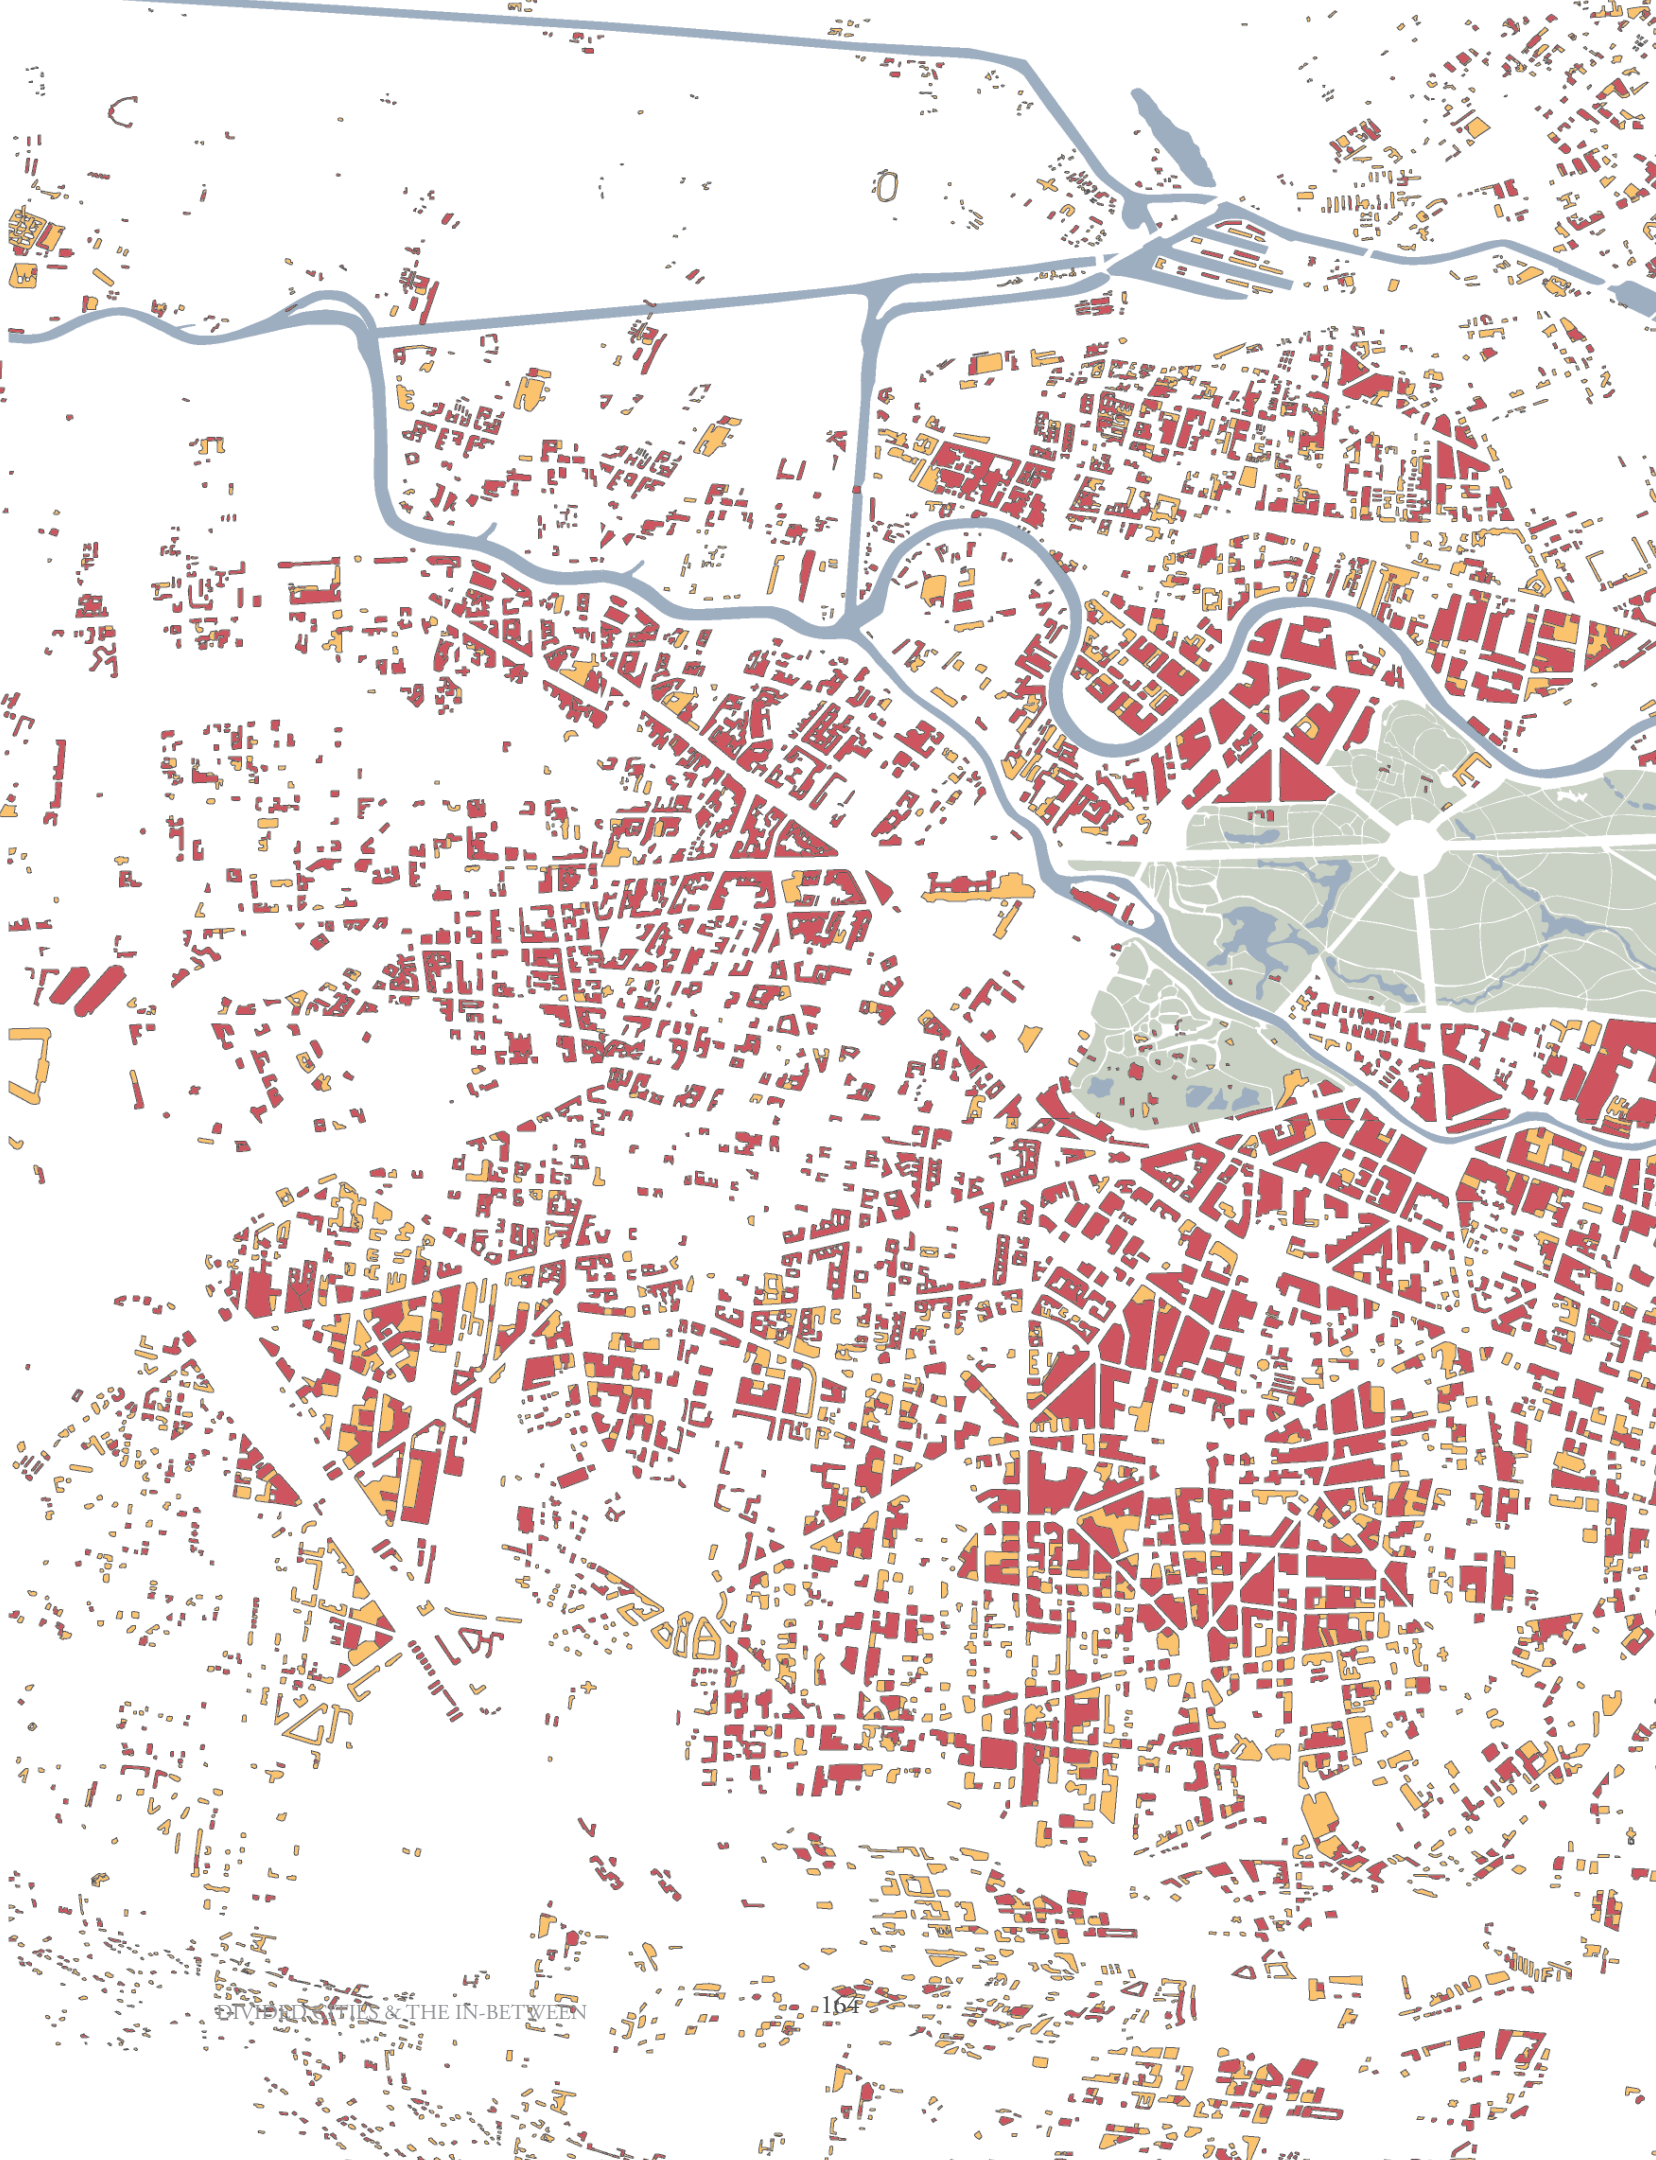 DIVIDED CITIES & THE IN-BETWEEN
164